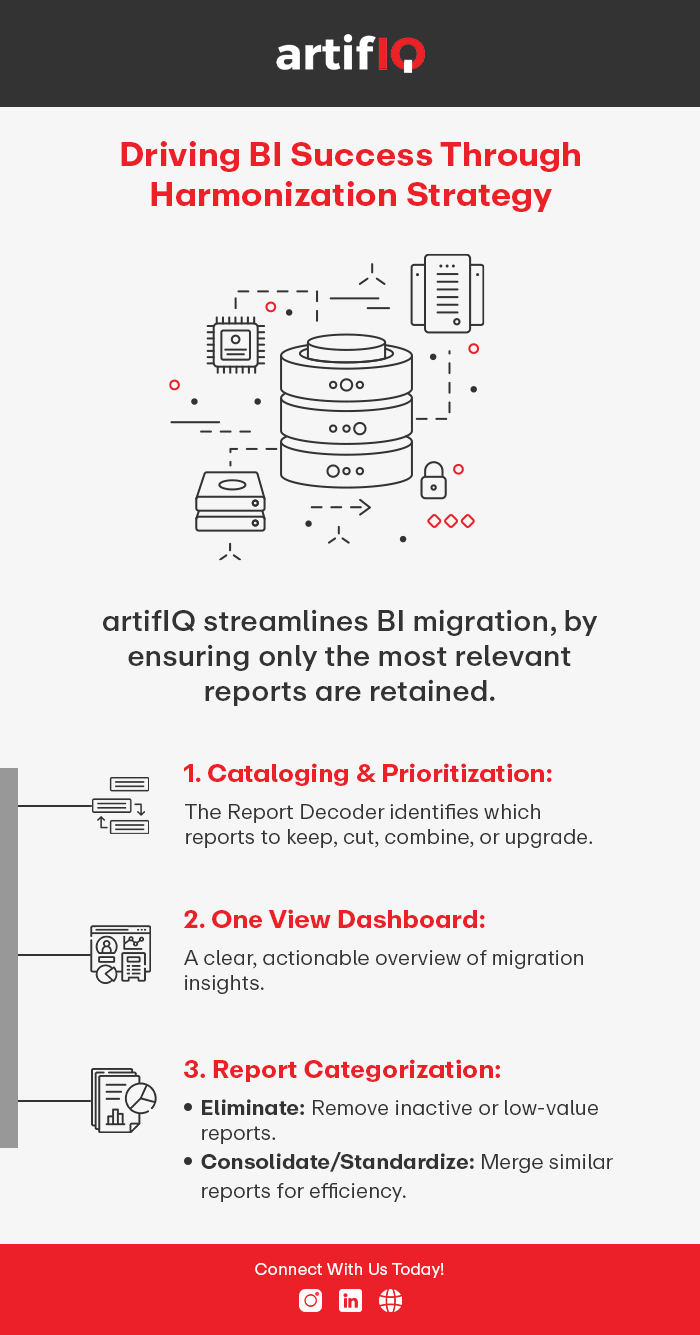 artifIQ
Driving BI Success Through
Harmonization Strategy
artifIQ streamlines BI migration, by
ensuring only the most relevant
reports are retained.
1. Cataloging & Prioritization:
The Report Decoder identifies which
reports to keep, cut, combine, or upgrade.
2. One View Dashboard:
A clear, actionable overview of migration
insights.
3. Report Categorization:
• Eliminate: Remove inactive or low-value
reports.
• Consolidate/Standardize: Merge similar
reports for efficiency.
Connect With Us Today!
in